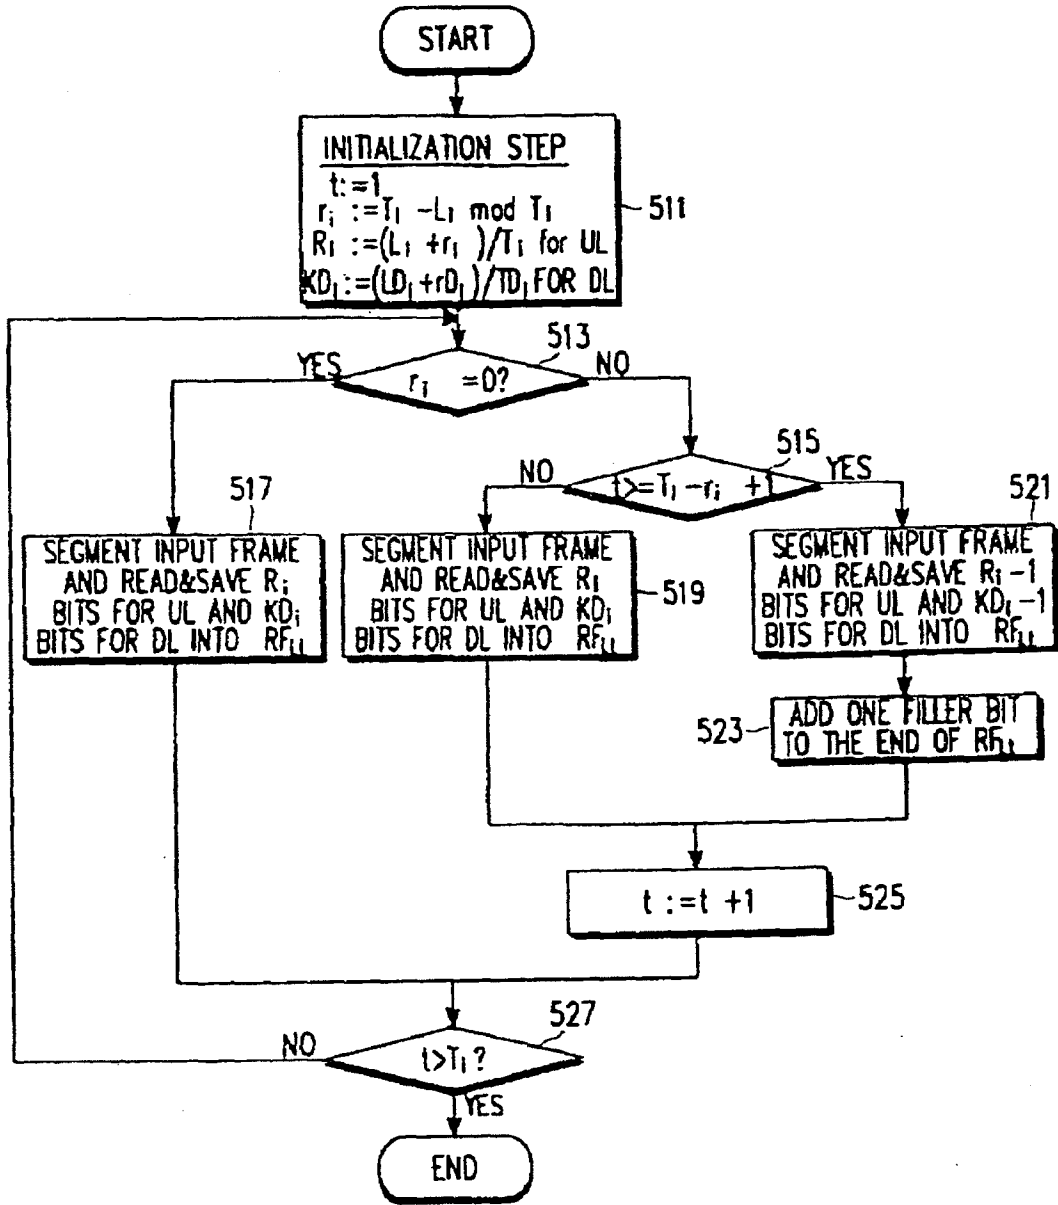 START
INITIALIZATION STEP
t:=1
ri :=Ti -Li mod Ti
Ri :=(Li +ri )/Ti for UL
KDi:=(LDi+rDi)/TDi FOR DL
511
513
YES
NO
ri =0?
515
NO
YES
t>=Ti-ri +1
517
521
SEGMENT INPUT FRAME
AND READ&SAVE Ri
BITS FOR UL AND KDi
BITS FOR DL INTO RFi,t
SEGMENT INPUT FRAME
AND READ&SAVE Ri
BITS FOR UL AND KDi
BITS FOR DL INTO RFi,t
519
SEGMENT INPUT FRAME
AND READ&SAVE Ri-1
BITS FOR UL AND KDi-1
BITS FOR DL INTO RFi,t
523
ADD ONE FILLER BIT
TO THE END OF RFi,t
t :=t +1
525
527
NO
t>Ti?
YES
END